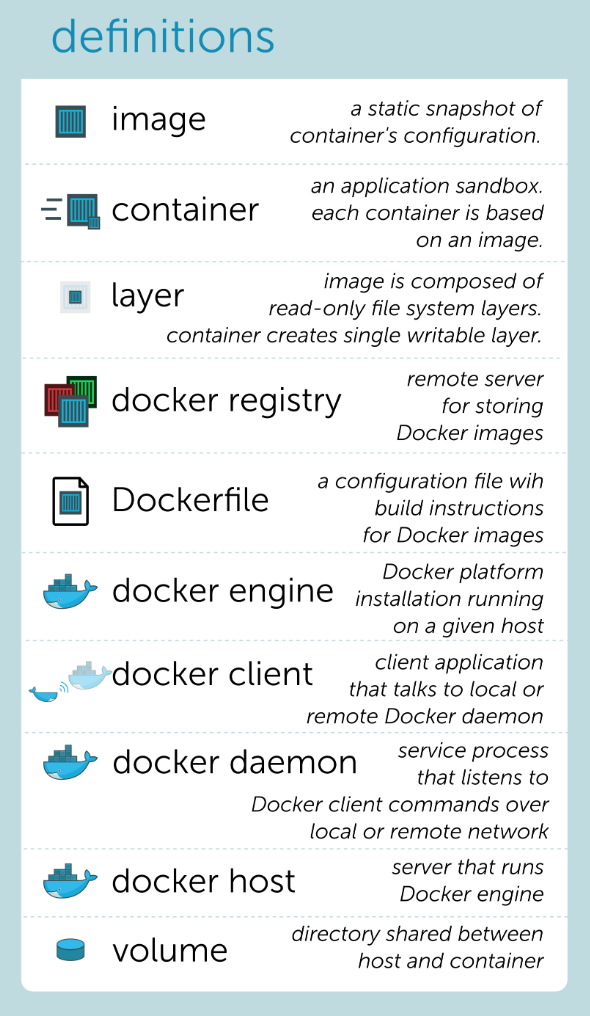 definitions
image
a static snapshot of
container's configuration.
container
an application sandbox.
each container is based
on an image.
layer
image is composed of
read-only file system layers.
container creates single writable layer.
docker registry
remote server
for storing
Docker images
Dockerfile
a configuration file wih
build instructions
for Docker images
docker engine
Docker platform
installation running
on a given host
docker client
client application
that talks to local or
remote Docker daemon
docker daemon
service process
that listens to
Docker client commands over
local or remote network
docker host
server that runs
Docker engine
volume
directory shared between
host and container